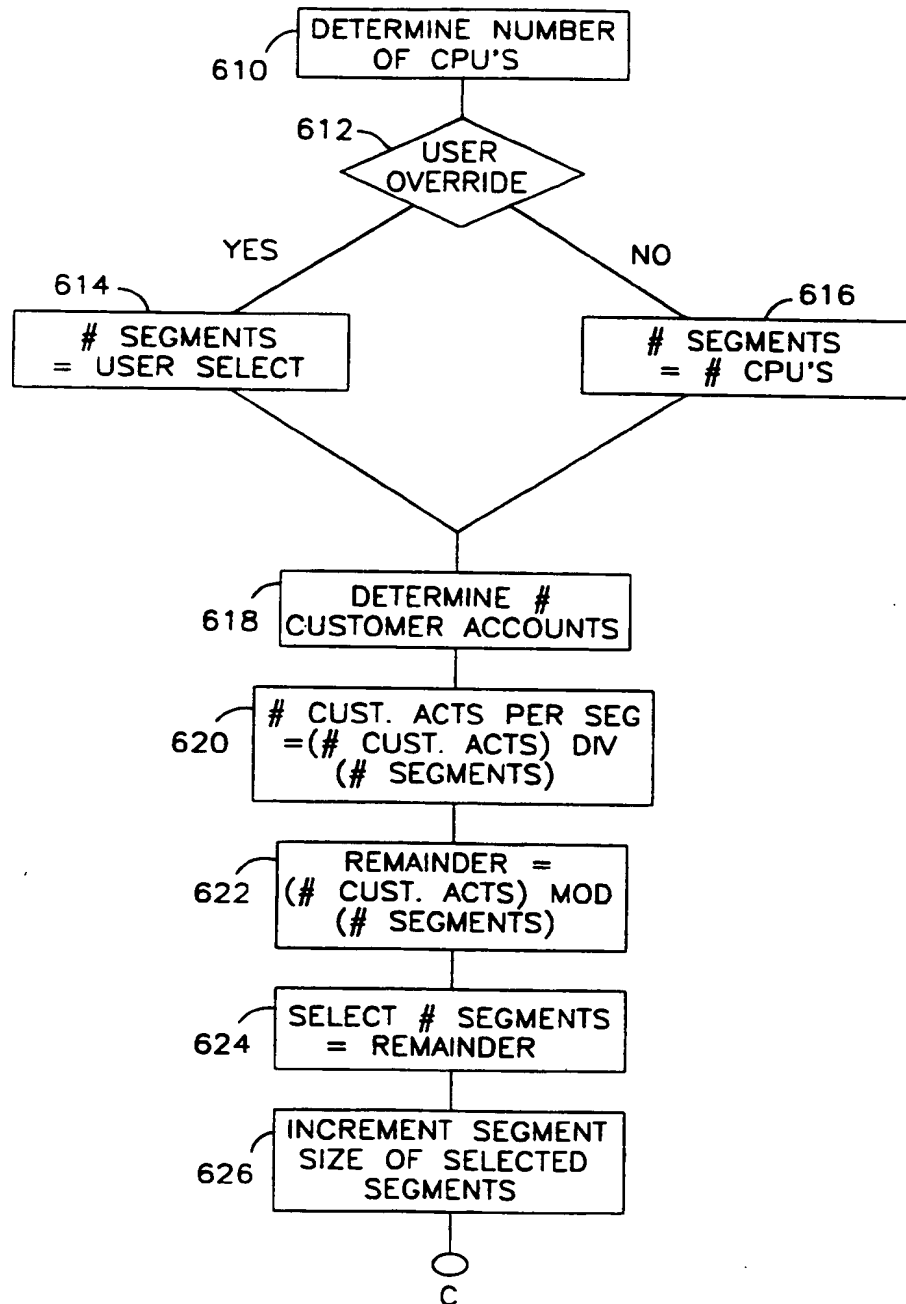 DETERMINE NUMBER
OF CPU'S
610
612
USER
OVERRIDE
YES
NO
614
# SEGMENTS
= USER SELECT
616
# SEGMENTS
= # CPU'S
DETERMINE #
CUSTOMER ACCOUNTS
618
# CUST. ACTS PER SEG
=(# CUST. ACTS) DIV
(# SEGMENTS)
620
REMAINDER =
(# CUST. ACTS) MOD
(# SEGMENTS)
622
SELECT # SEGMENTS
= REMAINDER
624
INCREMENT SEGMENT
SIZE OF SELECTED
SEGMENTS
626
C